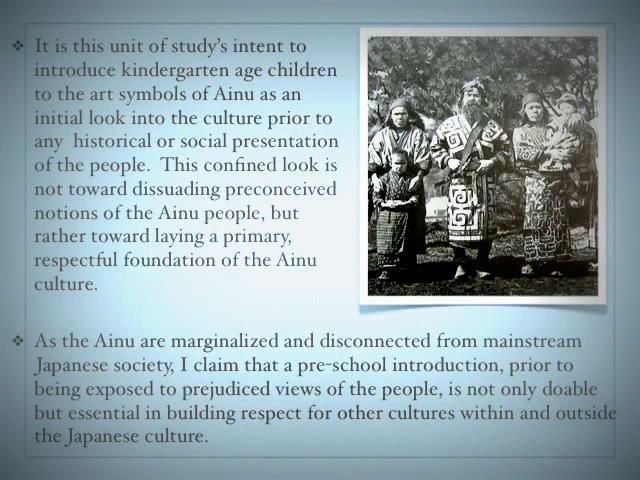 It is this unit of study's intent to
introduce kindergarten age children
to the art symbols of Ainu as an
initial look into the culture prior to
any historical or social presentation
of the people. This confined look is
not toward dissuading preconceived
notions of the Ainu people, but
rather toward laying a primary,
respectful foundation of the Ainu
culture.
As the Ainu are marginalized and disconnected from mainstream
Japanese society, I claim that a pre-school introduction, prior to
being exposed to prejudiced views of the people, is not only doable
but essential in building respect for other cultures within and outside
the Japanese culture.